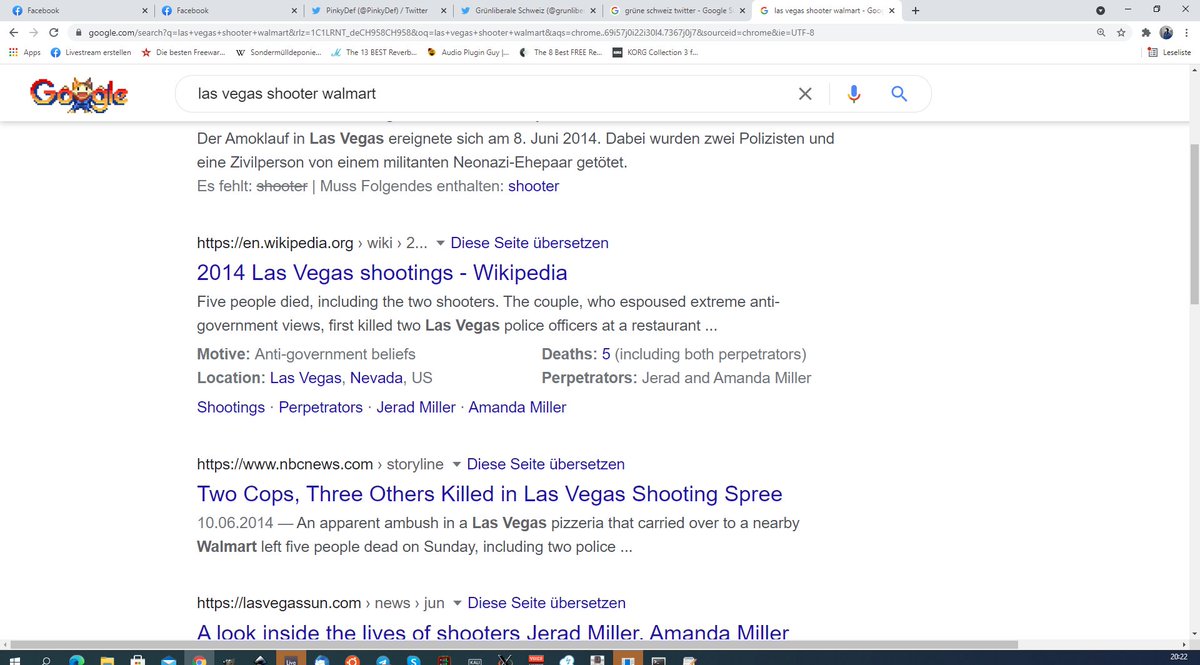 Facebook
Facebook
PinkyDef (@PinkyDef) / Twitter
Grünliberale Schweiz (@grunlibe
grüne schweiz twitter - Google S
las vegas shooter walmart - Goo
google.com/search?q=las+vegas+shooter+walmart&rlz=1C1LRNT_deCH958CH958&oq=las+vegas+shooter+walmart&aqs=chrome..69i57j0i22i30l4.7367j0j7&sourceid=chrome&ie=UTF-8
Apps
Livestream erstellen
Die besten Freewar...
Sondermülldeponie...
The 13 BEST Reverb...
Audio Plugin Guy |...
The 8 Best FREE Re...
KORG Collection 3 f...
Leseliste
Google
las vegas shooter walmart
Der Amoklauf in Las Vegas ereignete sich am 8. Juni 2014. Dabei wurden zwei Polizisten und
eine Zivilperson von einem militanten Neonazi-Ehepaar getötet.
Es fehlt: shooter | Muss Folgendes enthalten: shooter
https://en.wikipedia.org › wiki › 2... Diese Seite übersetzen
2014 Las Vegas shootings - Wikipedia
Five people died, including the two shooters. The couple, who espoused extreme anti-
government views, first killed two Las Vegas police officers at a restaurant ...
Motive: Anti-government beliefs
Deaths: 5 (including both perpetrators)
Location: Las Vegas, Nevada, US
Perpetrators: Jerad and Amanda Miller
Shootings · Perpetrators · Jerad Miller · Amanda Miller
https://www.nbcnews.com › storyline Diese Seite übersetzen
Two Cops, Three Others Killed in Las Vegas Shooting Spree
10.06.2014 — An apparent ambush in a Las Vegas pizzeria that carried over to a nearby
Walmart left five people dead on Sunday, including two police ...
https://lasvegassun.com › news › jun Diese Seite übersetzen
A look inside the lives of shooters Jerad Miller, Amanda Miller
Live
20:22